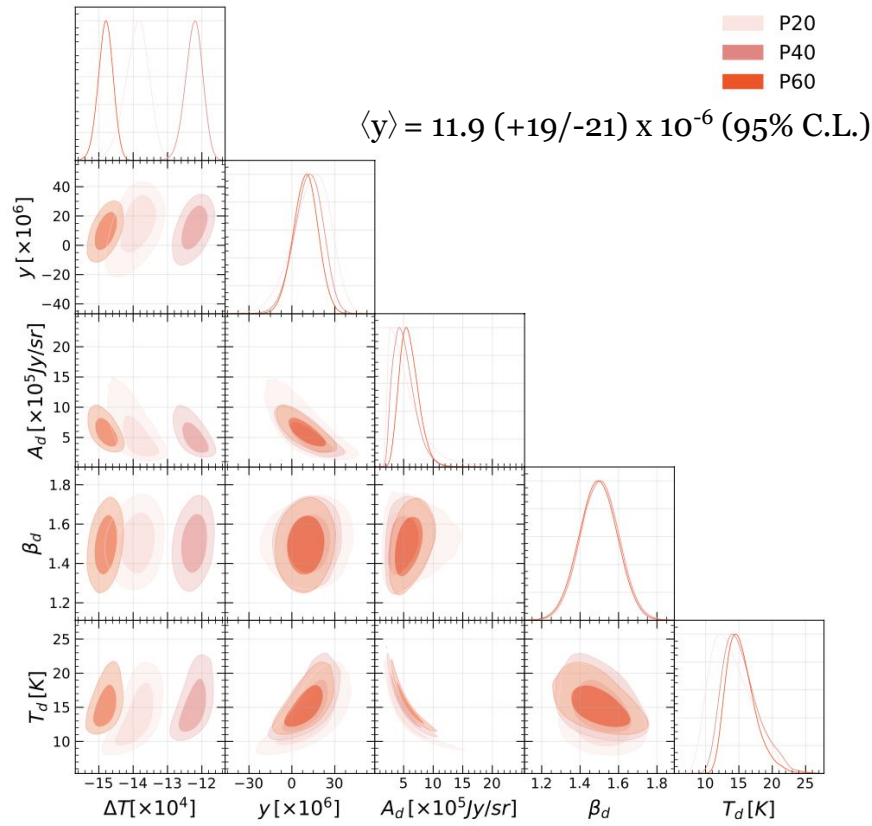 P20
P40
P60
⟨y⟩ = 11.9 (+19/-21) x 10⁻⁶ (95% C.L.)
y [×10⁶]
40
20
0
−20
−40
A_d [×10⁵Jy/sr]
20
15
10
5
β_d
1.8
1.6
1.4
1.2
T_d [K]
25
20
15
10
−15 −14 −13 −12
−30 0 30
5 10 15 20
1.2 1.4 1.6 1.8
10 15 20 25
ΔT[×10⁴]
y [×10⁶]
A_d [×10⁵Jy/sr]
β_d
T_d [K]